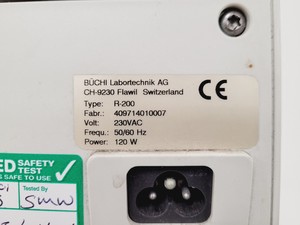 BÜCHI Labortechnik AG
CH-9230 Flawil Switzerland
Type: R-200
Fabr.: 409714010007
Volt: 230VAC
Frequ.: 50/60 Hz
Power: 120 W
CE
SAFETY
TEST
IS SAFE TO USE
Tested By
SMW